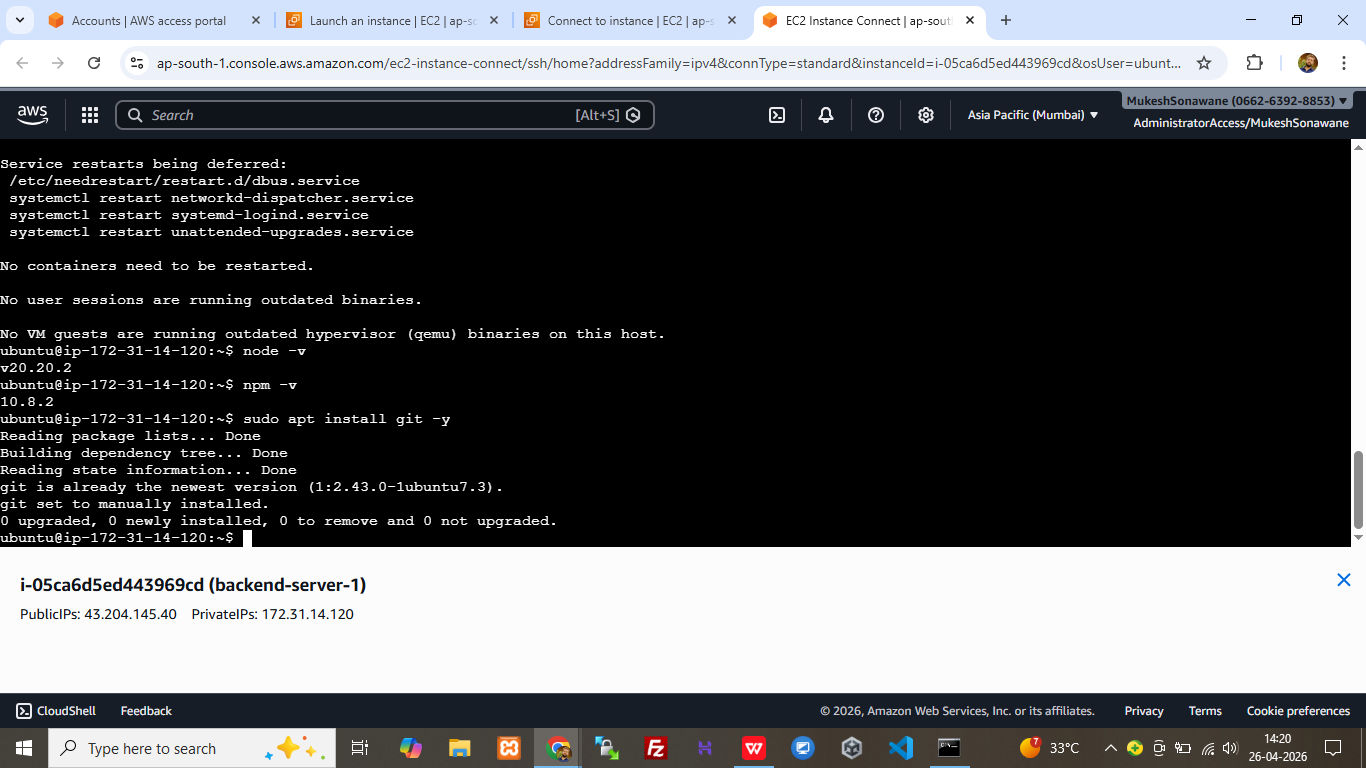 Accounts | AWS access portal
Launch an instance | EC2 | ap-so
Connect to instance | EC2 | ap-s
EC2 Instance Connect | ap-sout
ap-south-1.console.aws.amazon.com/ec2-instance-connect/ssh/home?addressFamily=ipv4&connType=standard&instanceId=i-05ca6d5ed443969cd&osUser=ubunt...
aws
Search
[Alt+S]
Asia Pacific (Mumbai)
MukeshSonawane (0662-6392-8853)
AdministratorAccess/MukeshSonawane
Service restarts being deferred:
/etc/needrestart/restart.d/dbus.service
systemctl restart networkd-dispatcher.service
systemctl restart systemd-logind.service
systemctl restart unattended-upgrades.service
No containers need to be restarted.
No user sessions are running outdated binaries.
No VM guests are running outdated hypervisor (qemu) binaries on this host.
ubuntu@ip-172-31-14-120:~$ node -v
v20.20.2
ubuntu@ip-172-31-14-120:~$ npm -v
10.8.2
ubuntu@ip-172-31-14-120:~$ sudo apt install git -y
Reading package lists... Done
Building dependency tree... Done
Reading state information... Done
git is already the newest version (1:2.43.0-1ubuntu7.3).
git set to manually installed.
0 upgraded, 0 newly installed, 0 to remove and 0 not upgraded.
ubuntu@ip-172-31-14-120:~$
i-05ca6d5ed443969cd (backend-server-1)
PublicIPs: 43.204.145.40 PrivateIPs: 172.31.14.120
CloudShell
Feedback
© 2026, Amazon Web Services, Inc. or its affiliates.
Privacy
Terms
Cookie preferences
Type here to search
33°C
14:20
26-04-2026